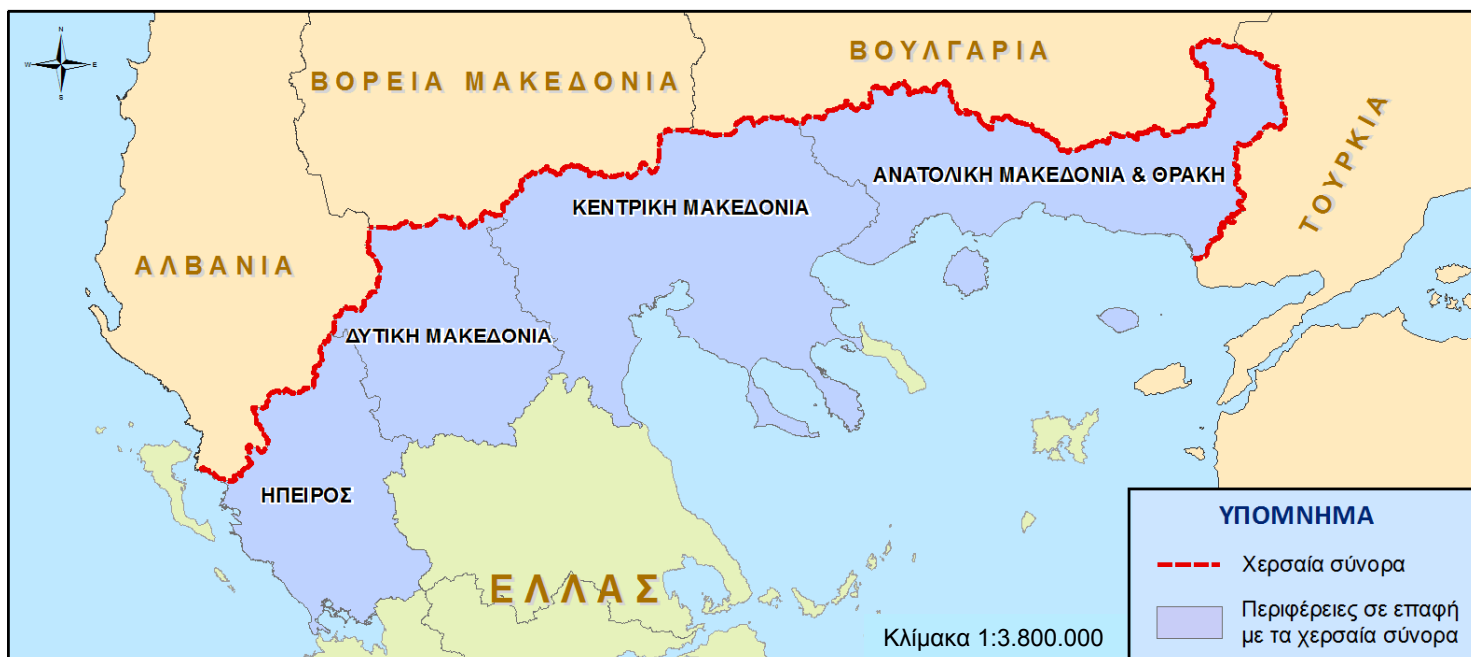 N
W E
S
ΒΟΡΕΙΑ ΜΑΚΕΔΟΝΙΑ
ΒΟΥΛΓΑΡΙΑ
ΤΟΥΡΚΙΑ
ΑΝΑΤΟΛΙΚΗ ΜΑΚΕΔΟΝΙΑ & ΘΡΑΚΗ
ΚΕΝΤΡΙΚΗ ΜΑΚΕΔΟΝΙΑ
ΑΛΒΑΝΙΑ
ΔΥΤΙΚΗ ΜΑΚΕΔΟΝΙΑ
ΗΠΕΙΡΟΣ
ΕΛΛΑΣ
Κλίμακα 1:3.800.000
ΥΠΟΜΝΗΜΑ
Χερσαία σύνορα
Περιφέρειες σε επαφή
με τα χερσαία σύνορα